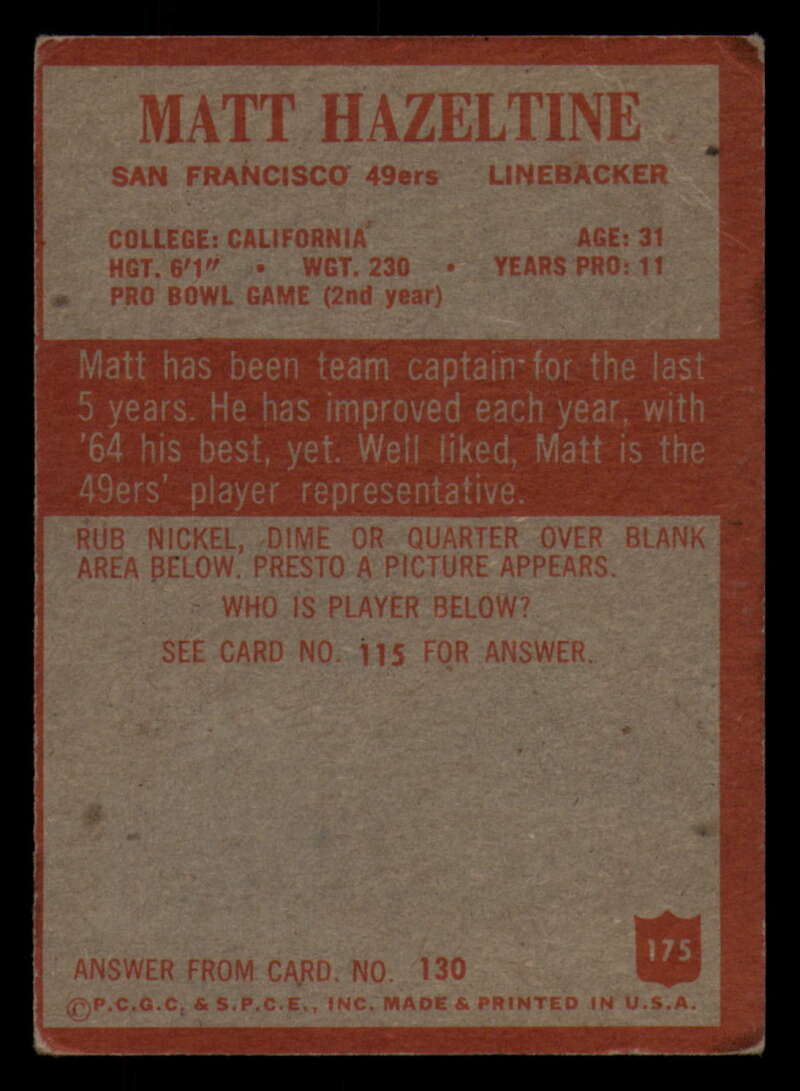 MATT HAZELTINE
SAN FRANCISCO 49ers LINEBACKER
COLLEGE: CALIFORNIA AGE: 31
HGT. 6'1" • WGT. 230 • YEARS PRO: 11
PRO BOWL GAME (2nd year)
Matt has been team captain for the last
5 years. He has improved each year, with
'64 his best, yet. Well liked, Matt is the
49ers' player representative.
RUB NICKEL, DIME OR QUARTER OVER BLANK
AREA BELOW. PRESTO A PICTURE APPEARS.
WHO IS PLAYER BELOW?
SEE CARD NO. 115 FOR ANSWER.
175
ANSWER FROM CARD. NO. 130
©P.C.G.C. & S.P.C.E., INC. MADE & PRINTED IN U.S.A.